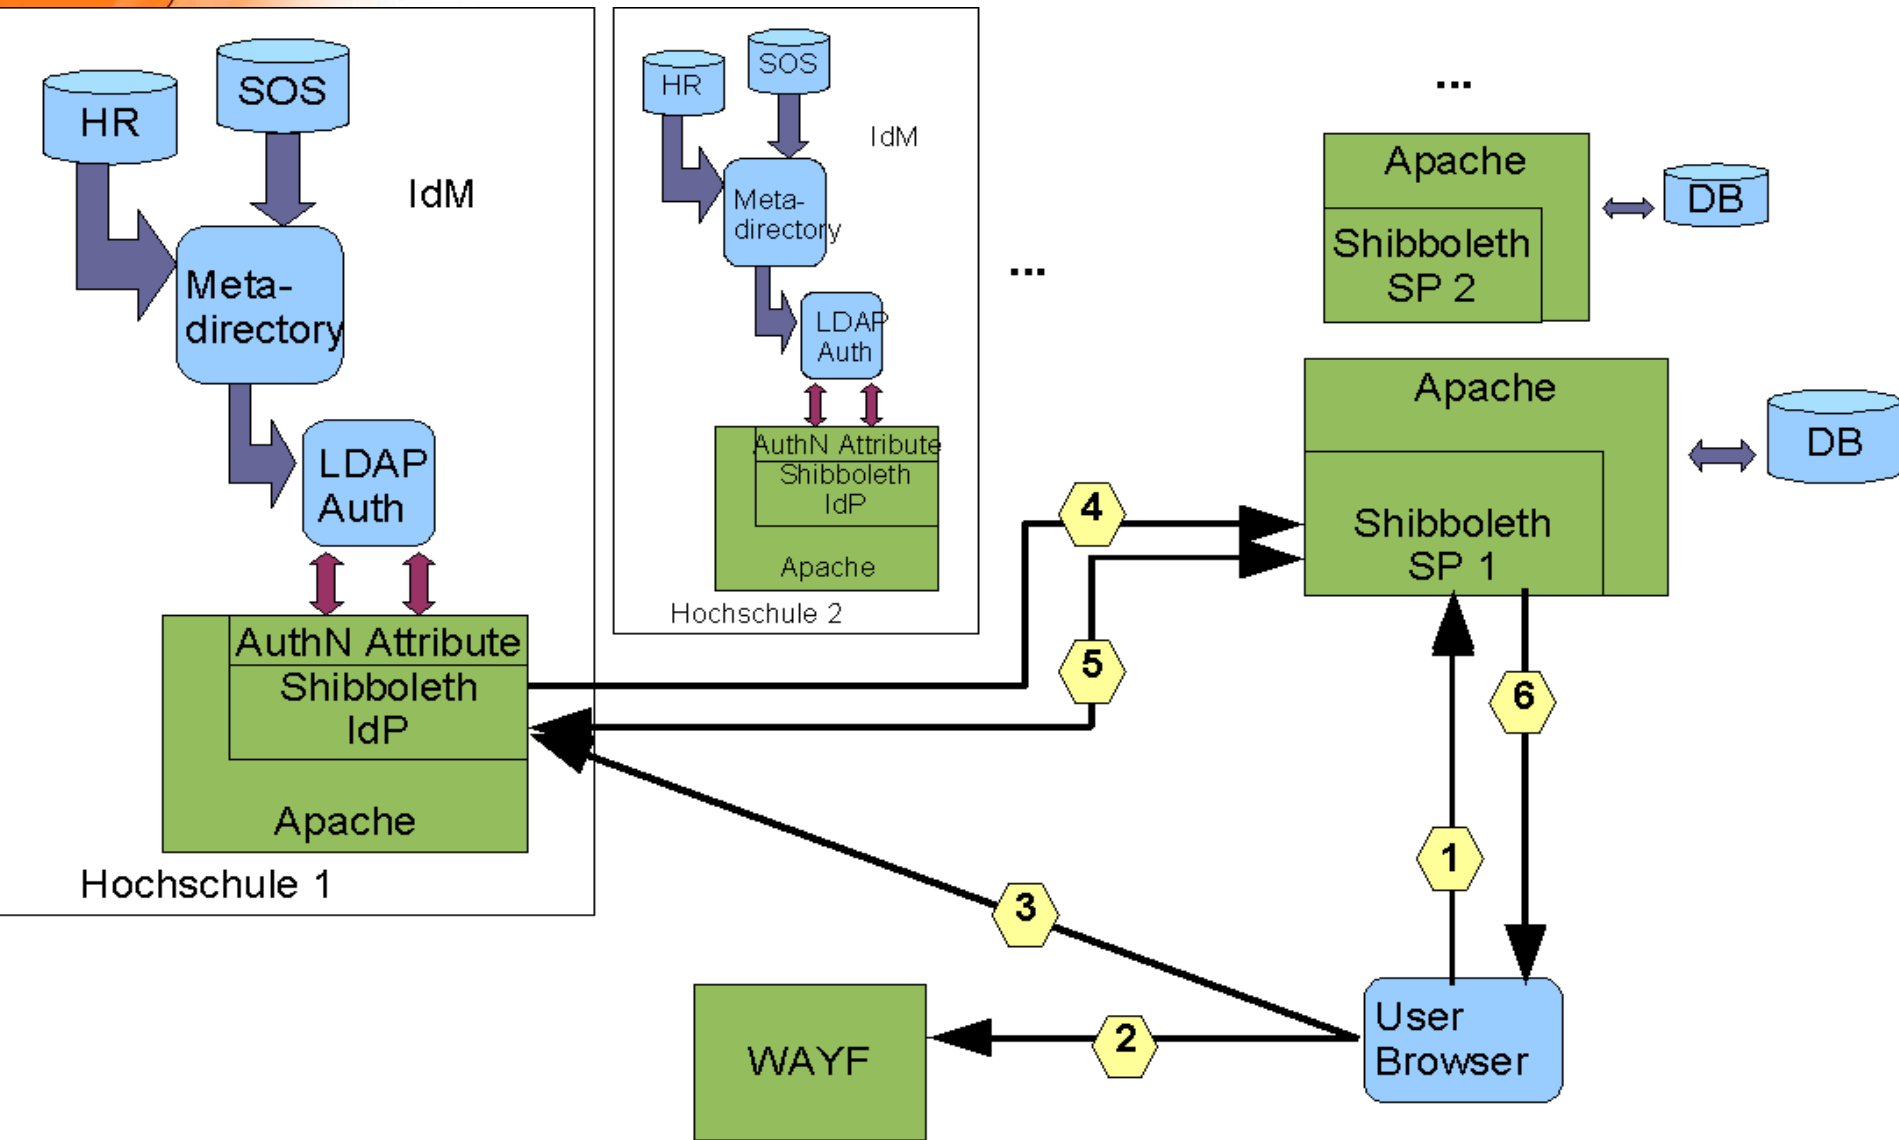 HR
SOS
IdM
Meta-
directory
LDAP
Auth
AuthN Attribute
Shibboleth
IdP
Apache
Hochschule 1
HR
SOS
IdM
Meta-
directory
LDAP
Auth
AuthN Attribute
Shibboleth
IdP
Apache
Hochschule 2
...
...
Apache
Shibboleth
SP 2
DB
Apache
Shibboleth
SP 1
DB
4
5
6
1
3
2
WAYF
User
Browser